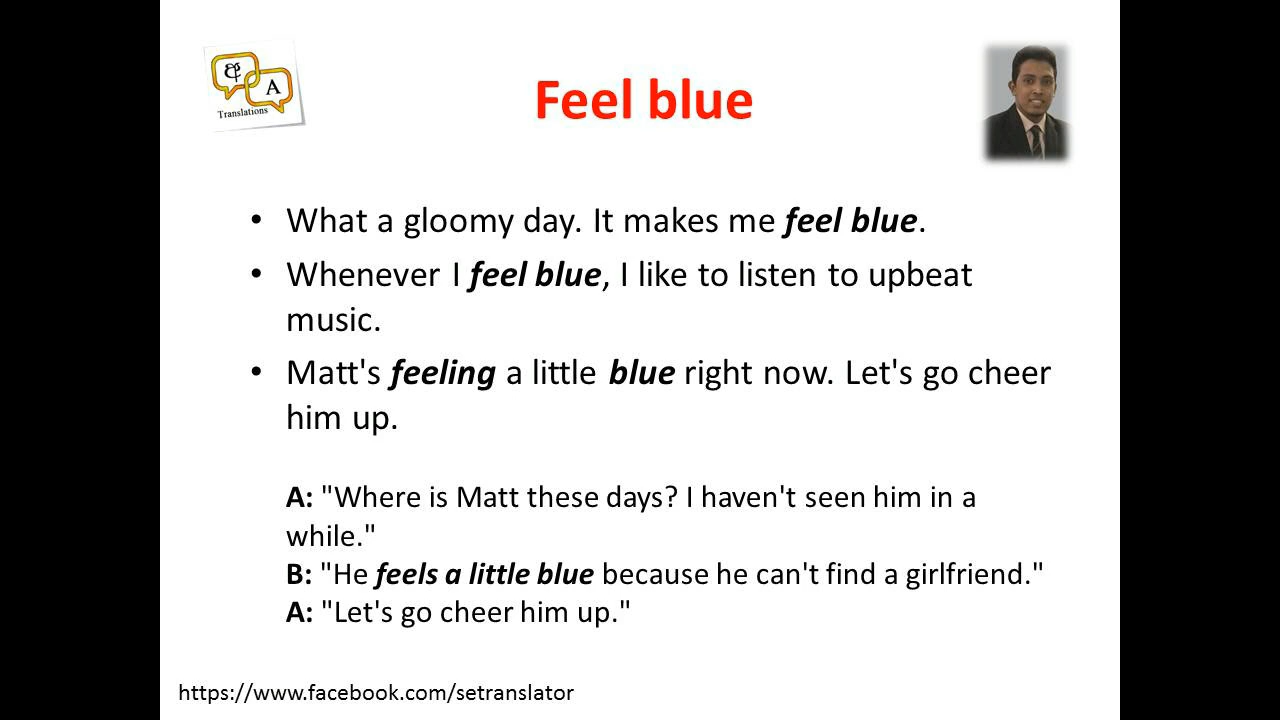 අ
A
Translations
Feel blue
• What a gloomy day. It makes me feel blue.
• Whenever I feel blue, I like to listen to upbeat
music.
• Matt's feeling a little blue right now. Let's go cheer
him up.
A: "Where is Matt these days? I haven't seen him in a
while."
B: "He feels a little blue because he can't find a girlfriend."
A: "Let's go cheer him up."
https://www.facebook.com/setranslator